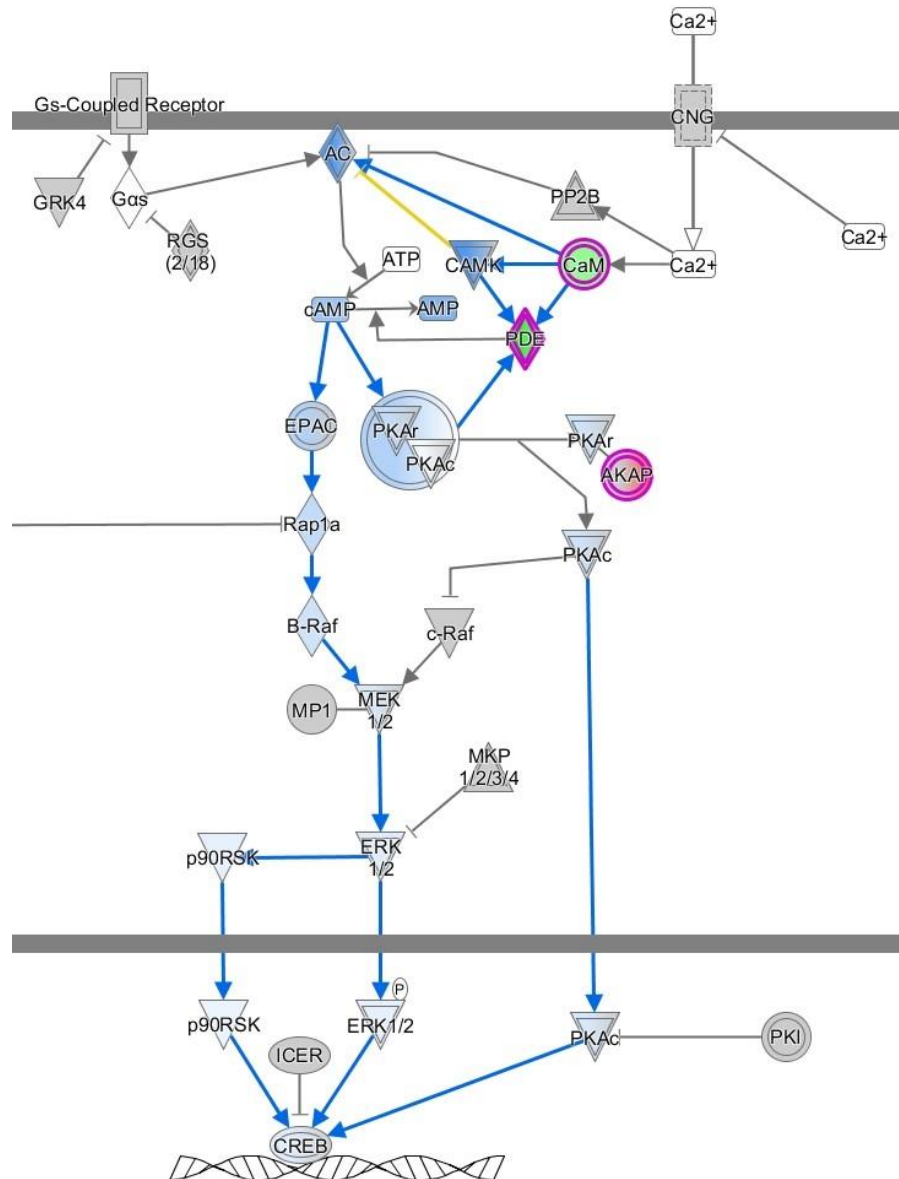 Ca2+
Gs-Coupled Receptor
CNG
AC
GRK4
Gαs
PP2B
RGS
(2/18)
Ca2+
ATP
CAMK
CaM
Ca2+
cAMP
AMP
PDE
EPAC
PKAr
PKAc
PKAr
AKAP
Rap1a
PKAc
B-Raf
c-Raf
MP1
MEK
1/2
MKP
1/2/3/4
p90RSK
ERK
1/2
P
p90RSK
ERK1/2
PKAc
PKI
ICER
CREB